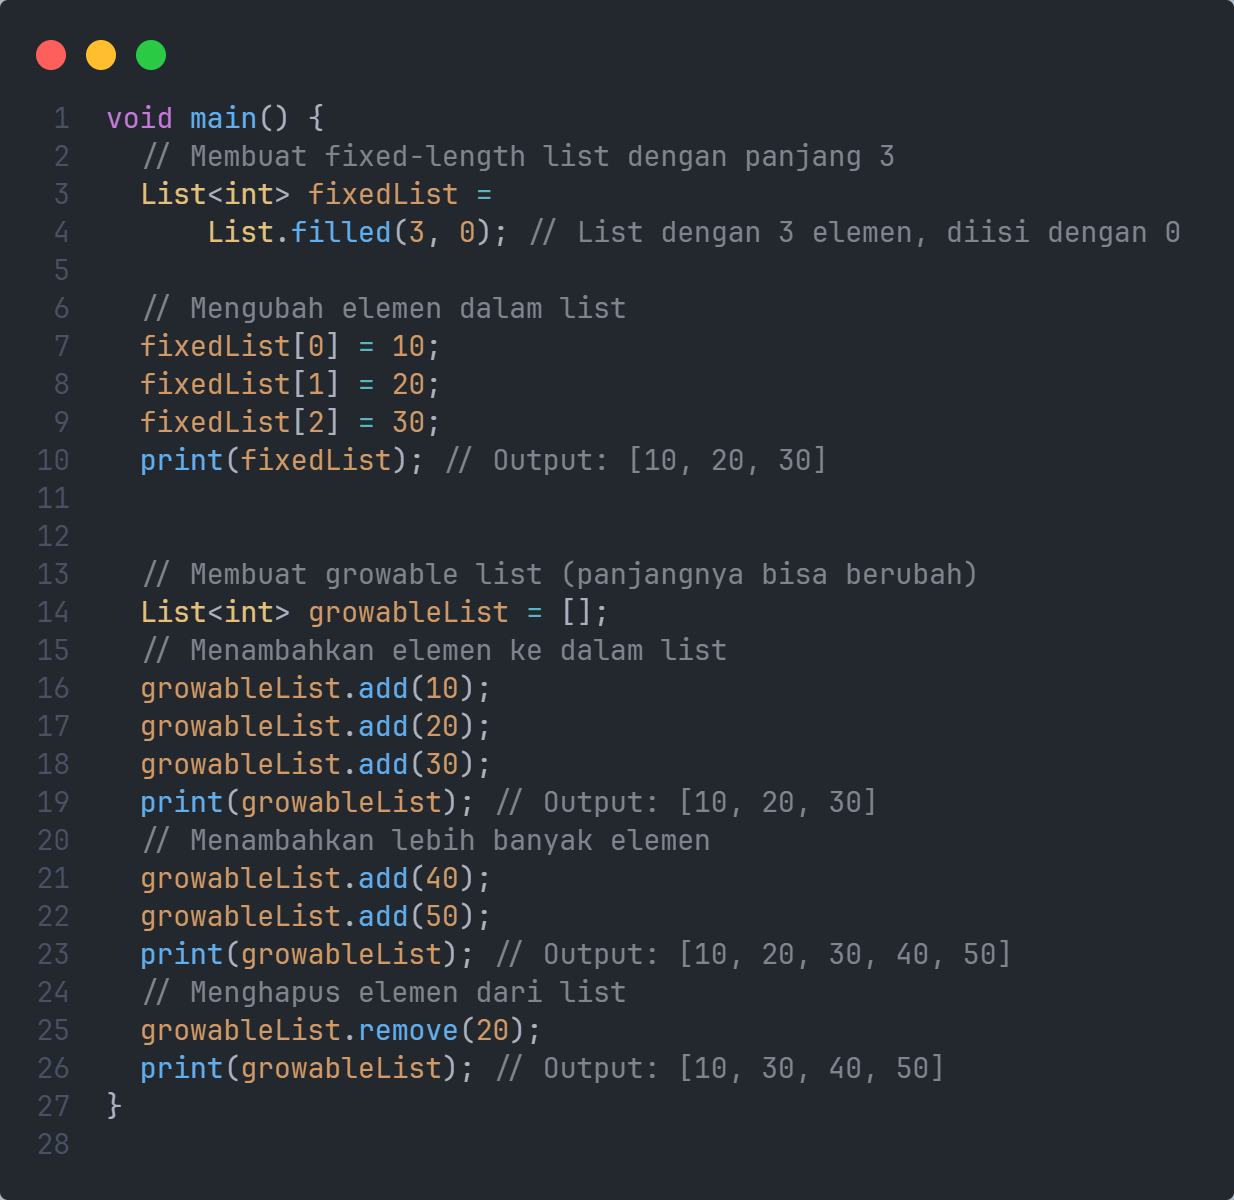 1 void main() {
2 // Membuat fixed-length list dengan panjang 3
3 List<int> fixedList =
4 List.filled(3, 0); // List dengan 3 elemen, diisi dengan 0
5
6 // Mengubah elemen dalam list
7 fixedList[0] = 10;
8 fixedList[1] = 20;
9 fixedList[2] = 30;
10 print(fixedList); // Output: [10, 20, 30]
11
12
13 // Membuat growable list (panjangnya bisa berubah)
14 List<int> growableList = [];
15 // Menambahkan elemen ke dalam list
16 growableList.add(10);
17 growableList.add(20);
18 growableList.add(30);
19 print(growableList); // Output: [10, 20, 30]
20 // Menambahkan lebih banyak elemen
21 growableList.add(40);
22 growableList.add(50);
23 print(growableList); // Output: [10, 20, 30, 40, 50]
24 // Menghapus elemen dari list
25 growableList.remove(20);
26 print(growableList); // Output: [10, 30, 40, 50]
27 }
28